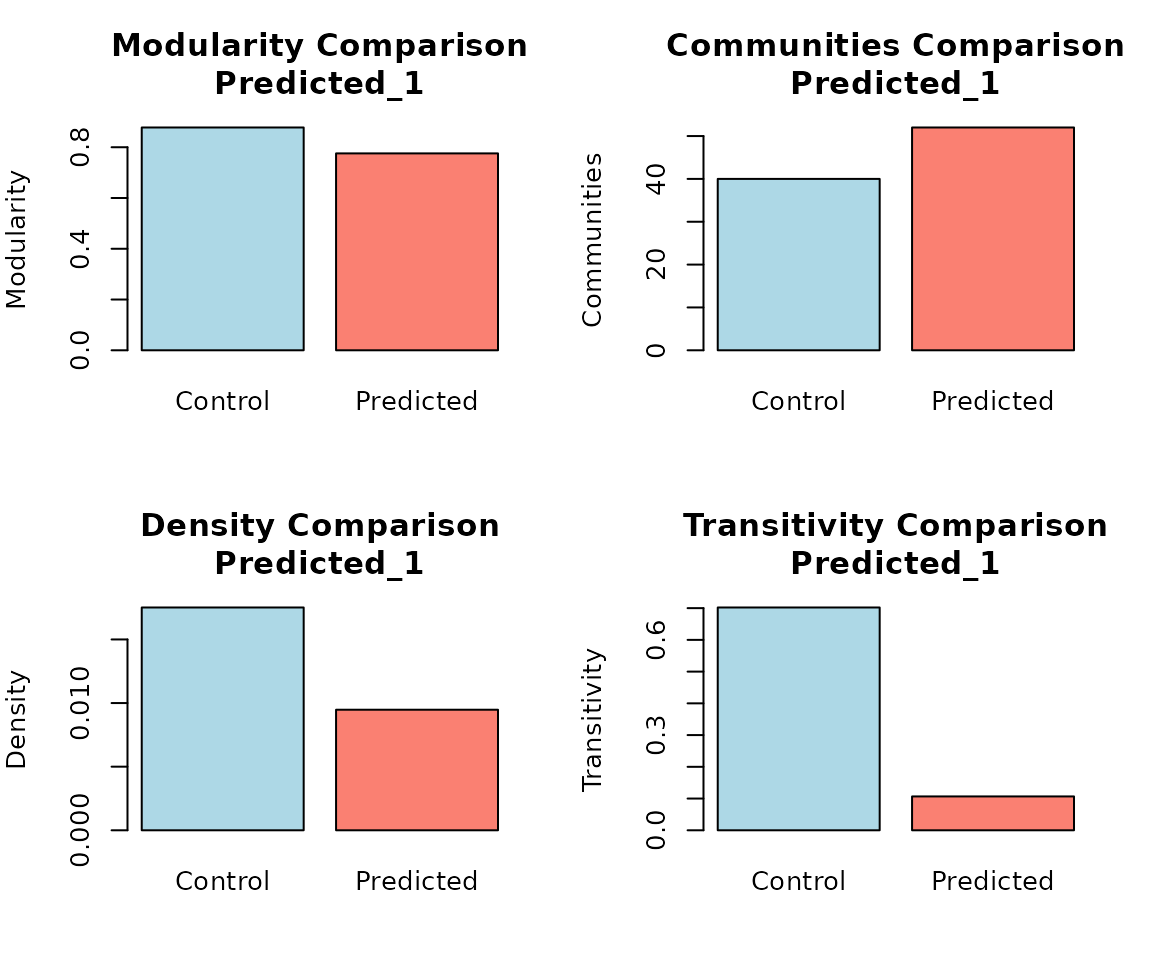 Modularity Comparison
Predicted_1
Modularity
0.8
0.4
0.0
Control
Predicted
Communities Comparison
Predicted_1
Communities
40
20
0
Control
Predicted
Density Comparison
Predicted_1
Density
0.010
0.000
Control
Predicted
Transitivity Comparison
Predicted_1
Transitivity
0.6
0.3
0.0
Control
Predicted